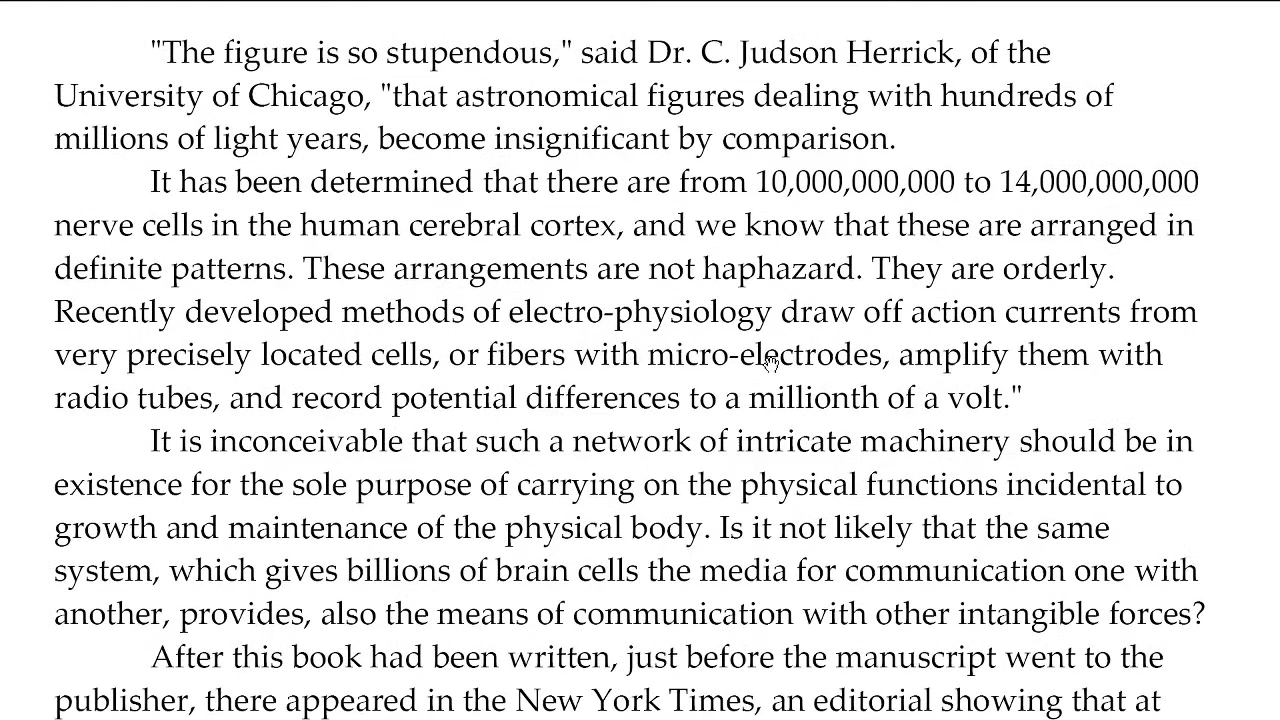 "The figure is so stupendous," said Dr. C. Judson Herrick, of the
University of Chicago, "that astronomical figures dealing with hundreds of
millions of light years, become insignificant by comparison.
It has been determined that there are from 10,000,000,000 to 14,000,000,000
nerve cells in the human cerebral cortex, and we know that these are arranged in
definite patterns. These arrangements are not haphazard. They are orderly.
Recently developed methods of electro-physiology draw off action currents from
very precisely located cells, or fibers with micro-electrodes, amplify them with
radio tubes, and record potential differences to a millionth of a volt."
It is inconceivable that such a network of intricate machinery should be in
existence for the sole purpose of carrying on the physical functions incidental to
growth and maintenance of the physical body. Is it not likely that the same
system, which gives billions of brain cells the media for communication one with
another, provides, also the means of communication with other intangible forces?
After this book had been written, just before the manuscript went to the
publisher, there appeared in the New York Times, an editorial showing that at